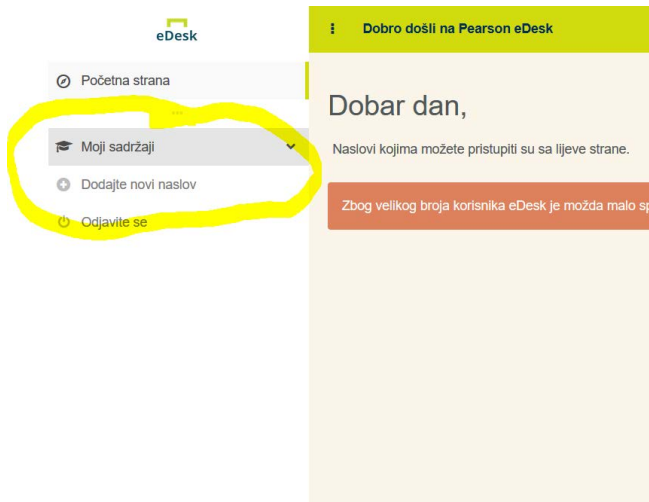 eDesk
Početna strana
Moji sadržaji
Dodajte novi naslov
Odjavite se
Dobro došli na Pearson eDesk
Dobar dan,
Naslovi kojima možete pristupiti su sa lijeve strane.
Zbog velikog broja korisnika eDesk je možda malo